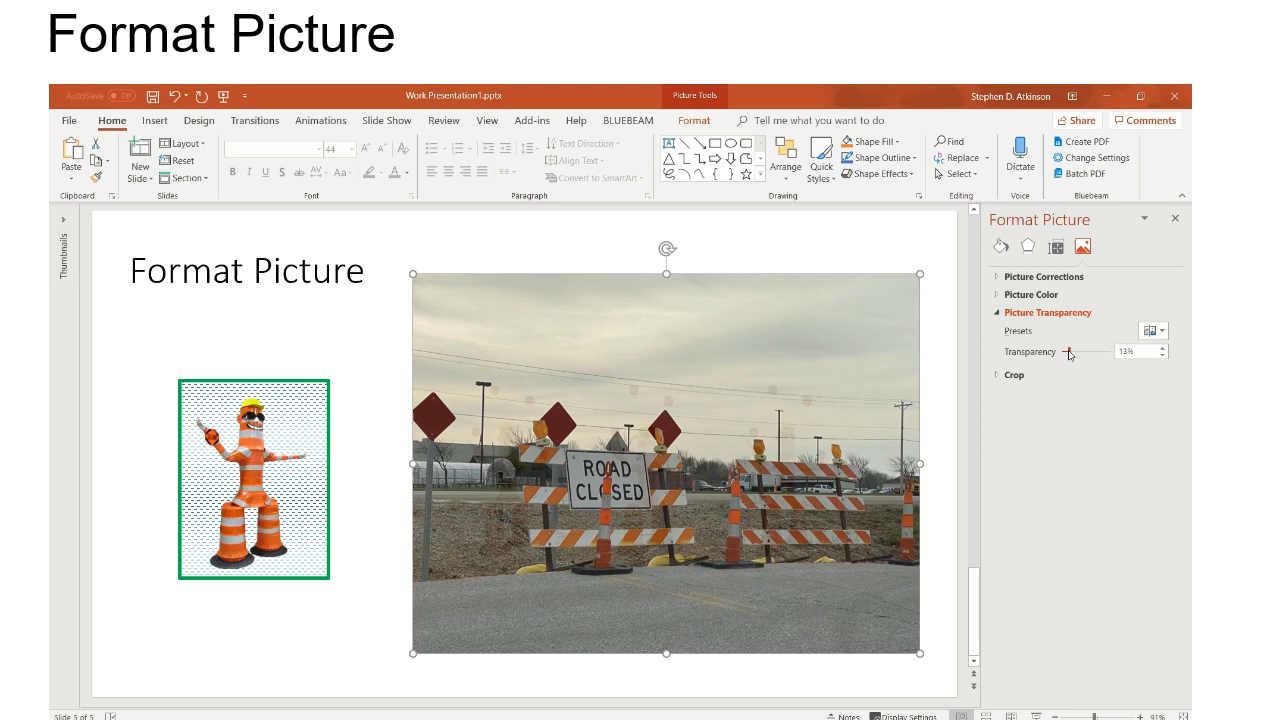 Format Picture
AutoSave Off
Work Presentation1.pptx
Picture Tools
Stephen D. Atkinson
File Home Insert Design Transitions Animations Slide Show Review View Add-ins Help BLUEBEAM Format Tell me what you want to do Share Comments
Paste
New Slide
Layout
Reset
Section
44
B I U S ab AV Aa A
Text Direction
Align Text
Convert to SmartArt
Arrange
Quick Styles
Shape Fill
Shape Outline
Shape Effects
Find
Replace
Select
Dictate
Create PDF
Change Settings
Batch PDF
Clipboard Slides Font Paragraph Drawing Editing Voice Bluebeam
Thumbnails
Format Picture
ROAD
CLOSED
Format Picture
Picture Corrections
Picture Color
Picture Transparency
Presets
Transparency 13%
Crop
Slide 5 of 5
Notes Display Settings 91%